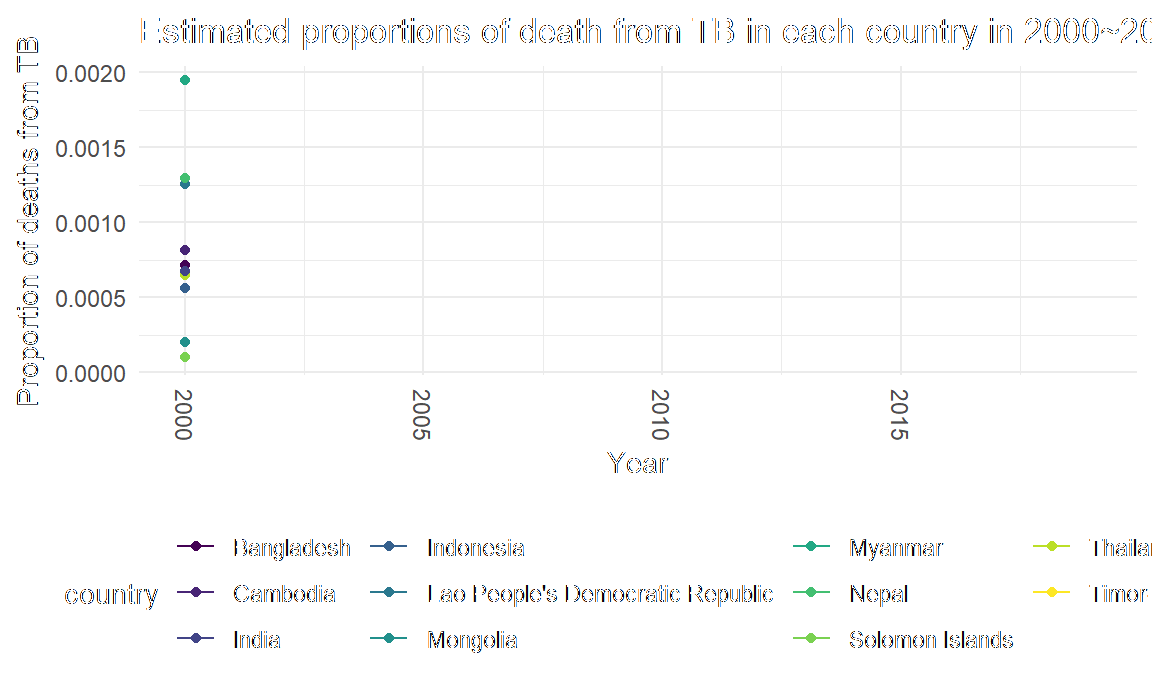 Estimated proportions of death from TB in each country in 2000~20
Proportion of deaths from TB
0.0020
0.0015
0.0010
0.0005
0.0000
2000
2005
2010
2015
Year
country
Bangladesh
Cambodia
India
Indonesia
Lao People's Democratic Republic
Mongolia
Myanmar
Nepal
Solomon Islands
Thailan
Timor